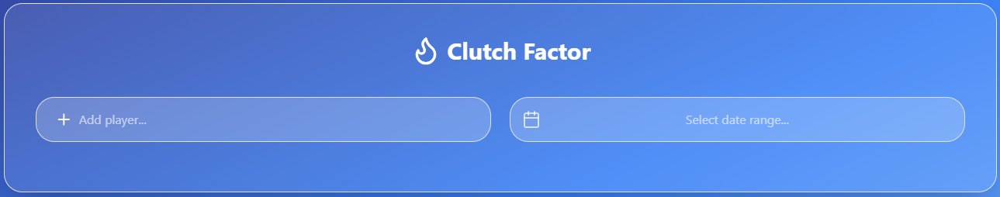 Clutch Factor
Add player...
Select date range...